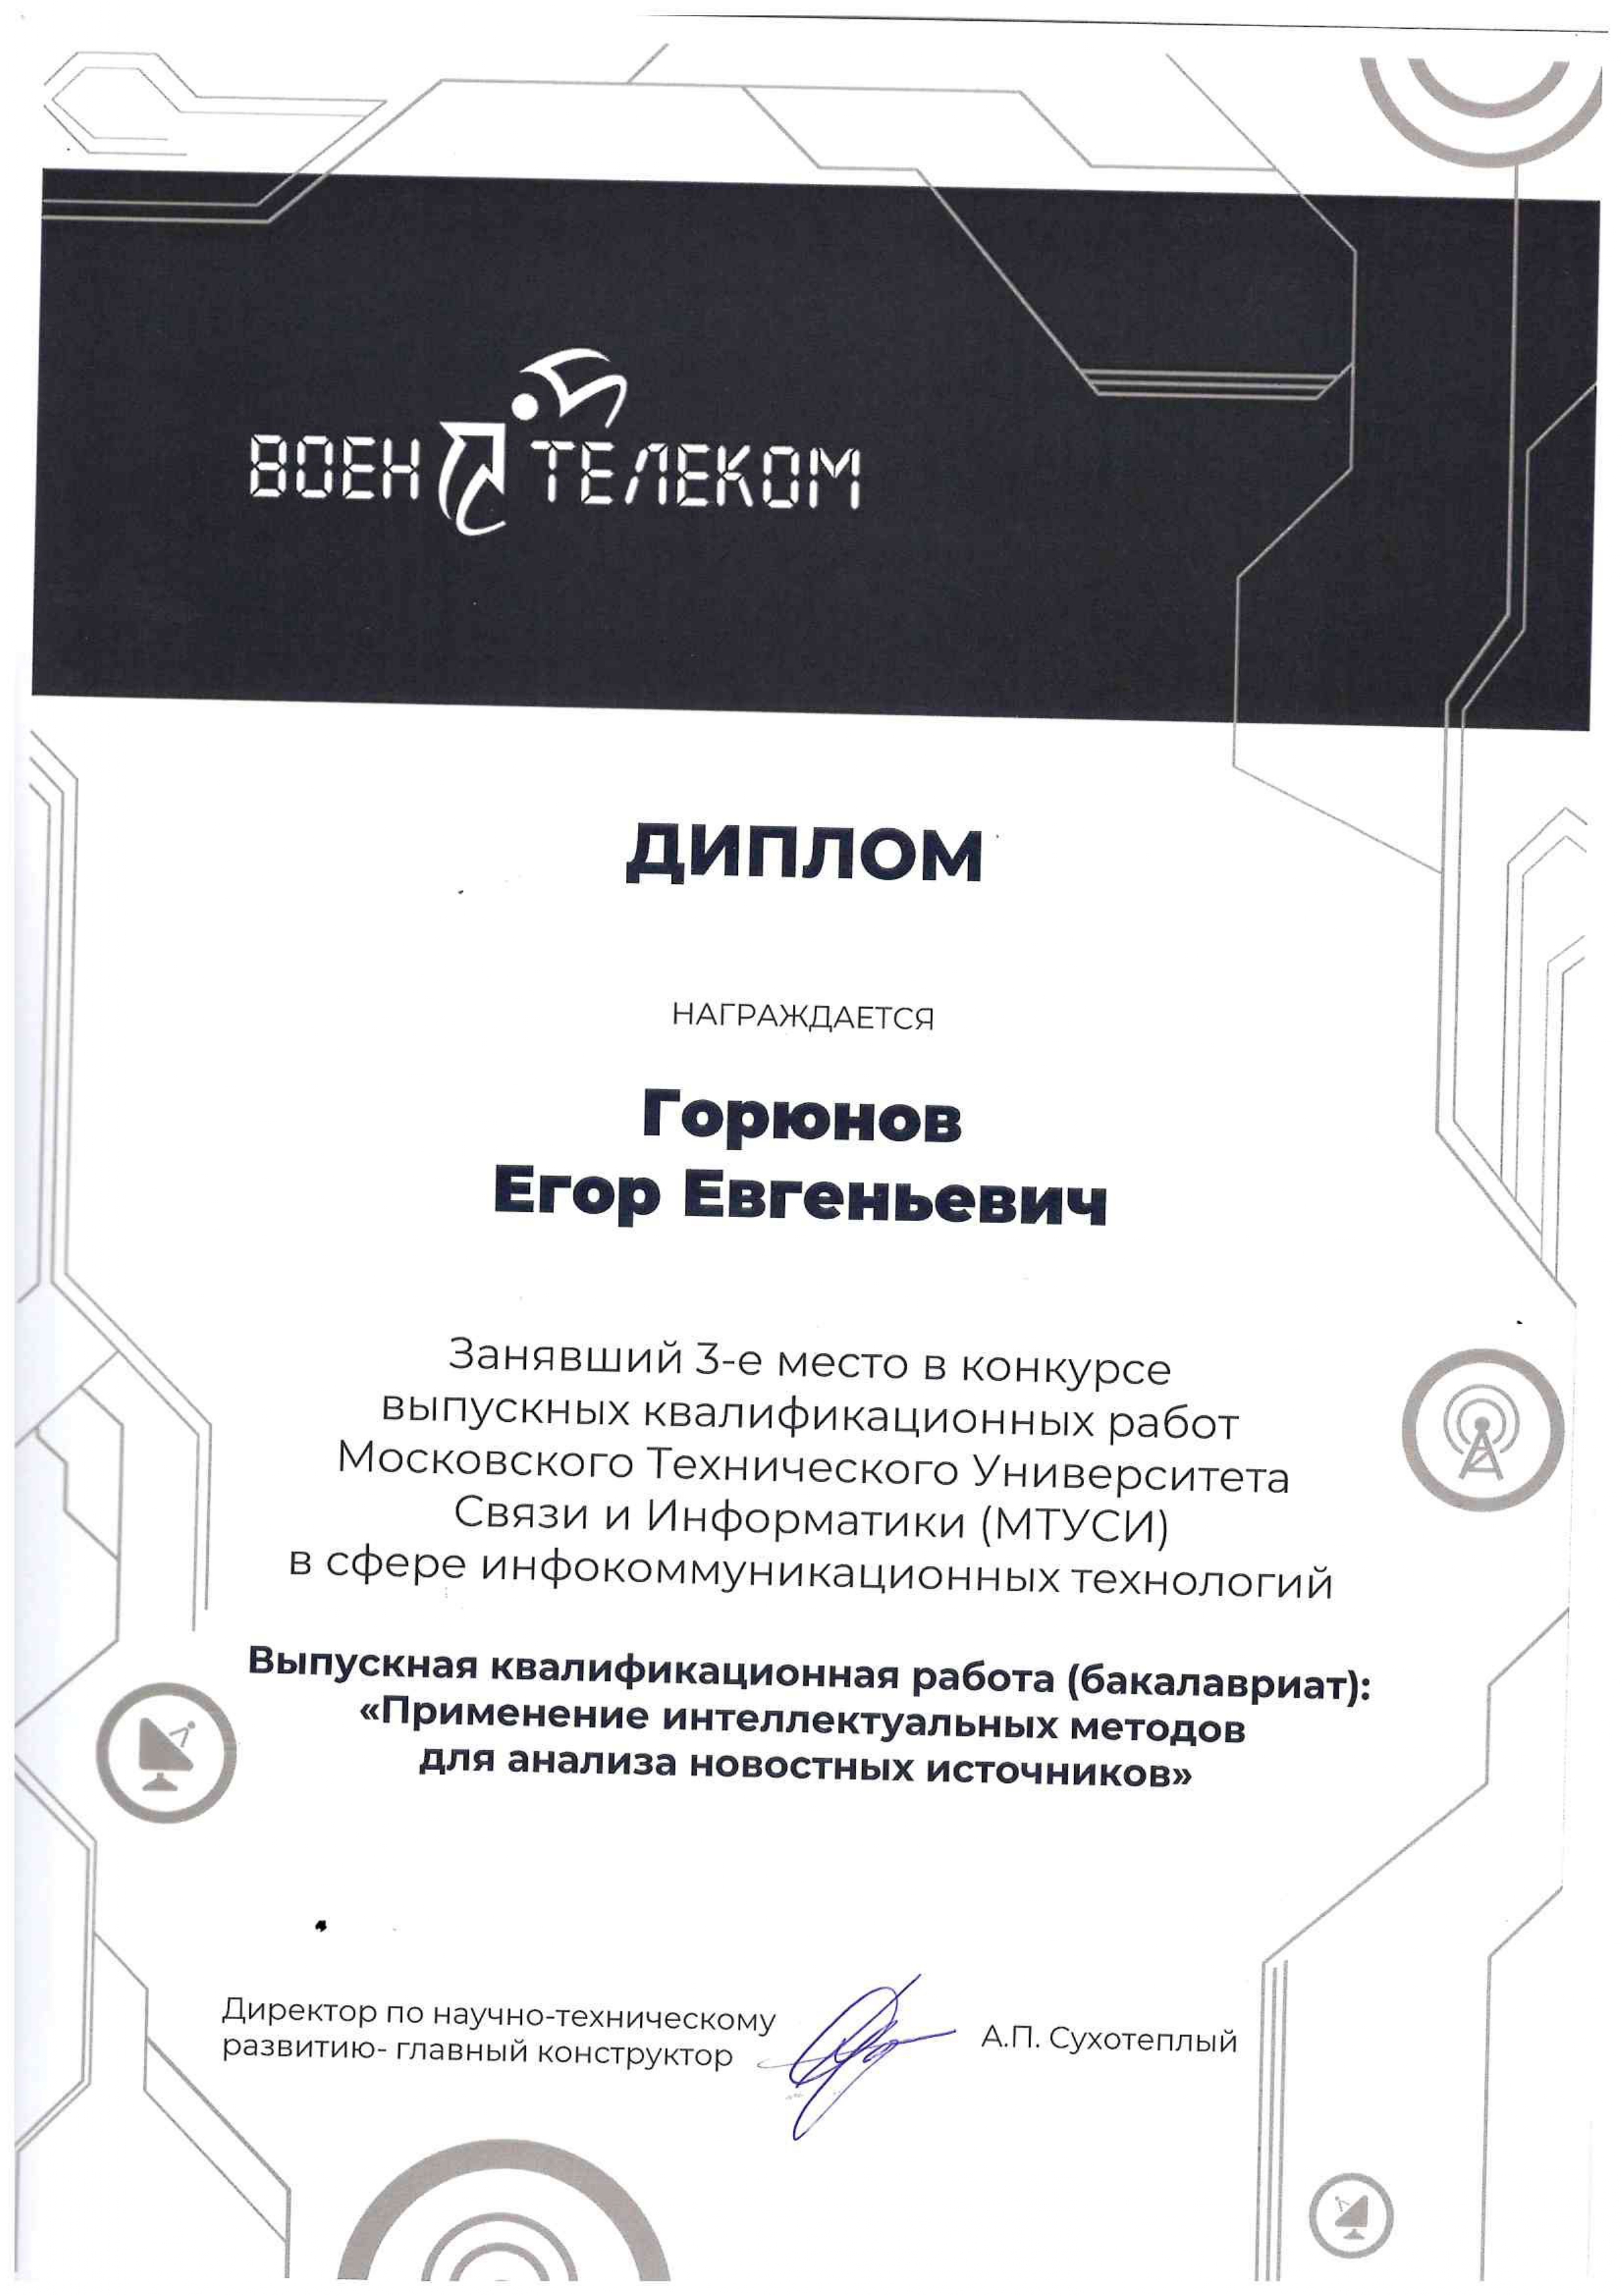 ВОЕНТЕЛЕКОМ
ДИПЛОМ
НАГРАЖДАЕТСЯ
Горюнов
Егор Евгеньевич
Занявший 3-е место в конкурсе
выпускных квалификационных работ
Московского Технического Университета
Связи и Информатики (МТУСИ)
в сфере инфокоммуникационных технологий
Выпускная квалификационная работа (бакалавриат):
«Применение интеллектуальных методов
для анализа новостных источников»
Директор по научно-техническому
развитию- главный конструктор
А.П. Сухотеплый